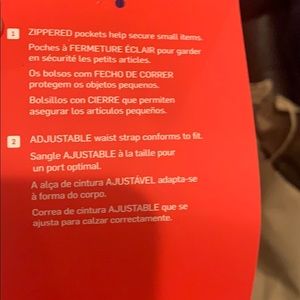 1 ZIPPERED pockets help secure small items.
Poches à FERMETURE ÉCLAIR pour garder
en sécurité les petits articles.
Os bolsos com FECHO DE CORRER
protegem os objetos pequenos.
Bolsillos con CIERRE que permiten
asegurar los artículos pequeños.
2 ADJUSTABLE waist strap conforms to fit.
Sangle AJUSTABLE à la taille pour
un port optimal.
A alça de cintura AJUSTÁVEL adapta-se
à forma do corpo.
Correa de cintura AJUSTABLE que se
ajusta para calzar correctamente.